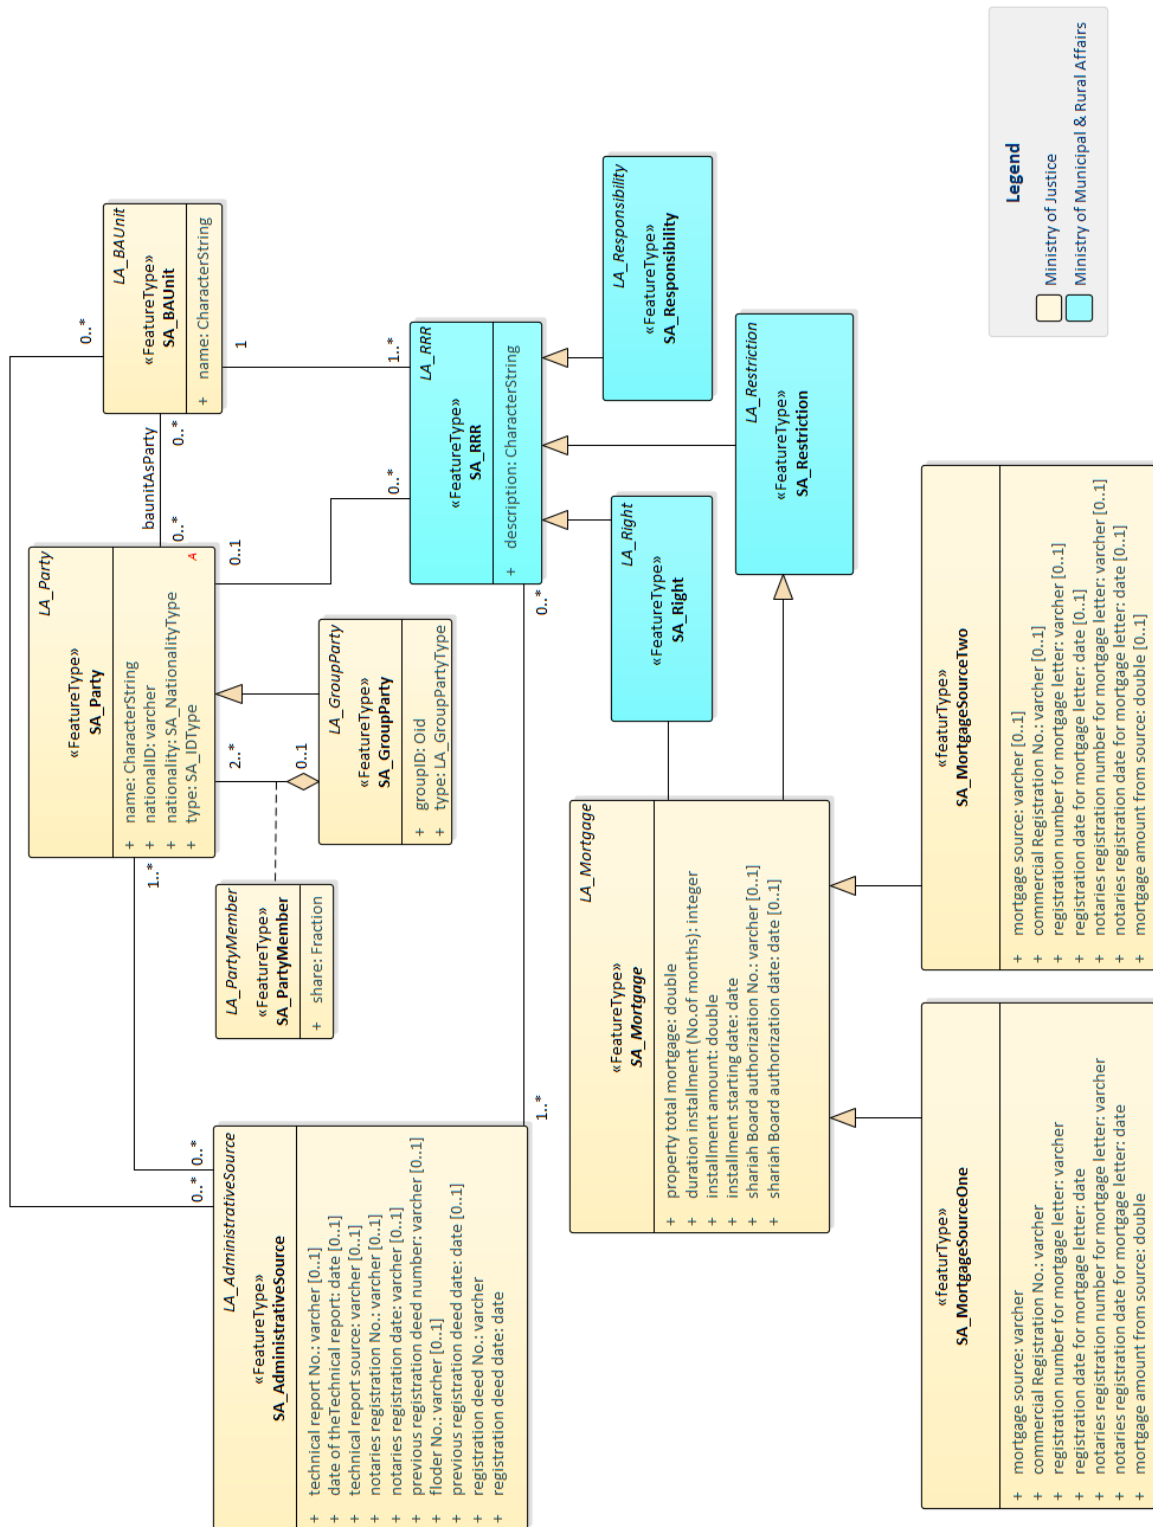 LA_AdministrativeSource
«FeatureType»
SA_AdministrativeSource
+ technical report No.: varcher [0..1]
+ date of theTechnical report: date [0..1]
+ technical report source: varcher [0..1]
+ notaries registration No.: varcher [0..1]
+ notaries registration date: varcher [0..1]
+ previous registration deed number: varcher [0..1]
+ floder No.: varcher [0..1]
+ previous registration deed date: date [0..1]
+ registration deed No.: varcher
+ registration deed date: date
0..*
0..*
1..*
0..*
1..*
LA_PartyMember
«FeatureType»
SA_PartyMember
+ share: Fraction
LA_Party
«FeatureType»
SA_Party
+ name: CharacterString
+ nationalID: varcher
+ nationality: SA_NationalityType
+ type: SA_IDType
A
2..*
0..1
0..1
0..*
baunitAsParty
0..*
LA_GroupParty
«FeatureType»
SA_GroupParty
+ groupID: Oid
+ type: LA_GroupPartyType
LA_BAUnit
«FeatureType»
SA_BAUnit
+ name: CharacterString
0..*
1
1..*
0..*
LA_RRR
«FeatureType»
SA_RRR
+ description: CharacterString
LA_Right
«FeatureType»
SA_Right
LA_Responsibility
«FeatureType»
SA_Responsibility
LA_Restriction
«FeatureType»
SA_Restriction
LA_Mortgage
«FeatureType»
SA_Mortgage
+ property total mortgage: double
+ duration installment (No.of months): integer
+ installment amount: double
+ installment starting date: date
+ shariah Board authorization No.: varcher [0..1]
+ shariah Board authorization date: date [0..1]
«featurType»
SA_MortgageSourceOne
+ mortgage source: varcher
+ commercial Registration No.: varcher
+ registration number for mortgage letter: varcher
+ registration date for mortgage letter: date
+ notaries registration number for mortgage letter: varcher
+ notaries registration date for mortgage letter: date
+ mortgage amount from source: double
«featurType»
SA_MortgageSourceTwo
+ mortgage source: varcher [0..1]
+ commercial Registration No.: varcher [0..1]
+ registration number for mortgage letter: varcher [0..1]
+ registration date for mortgage letter: date [0..1]
+ notaries registration number for mortgage letter: varcher [0..1]
+ notaries registration date for mortgage letter: date [0..1]
+ mortgage amount from source: double [0..1]
Legend
Ministry of Justice
Ministry of Municipal & Rural Affairs